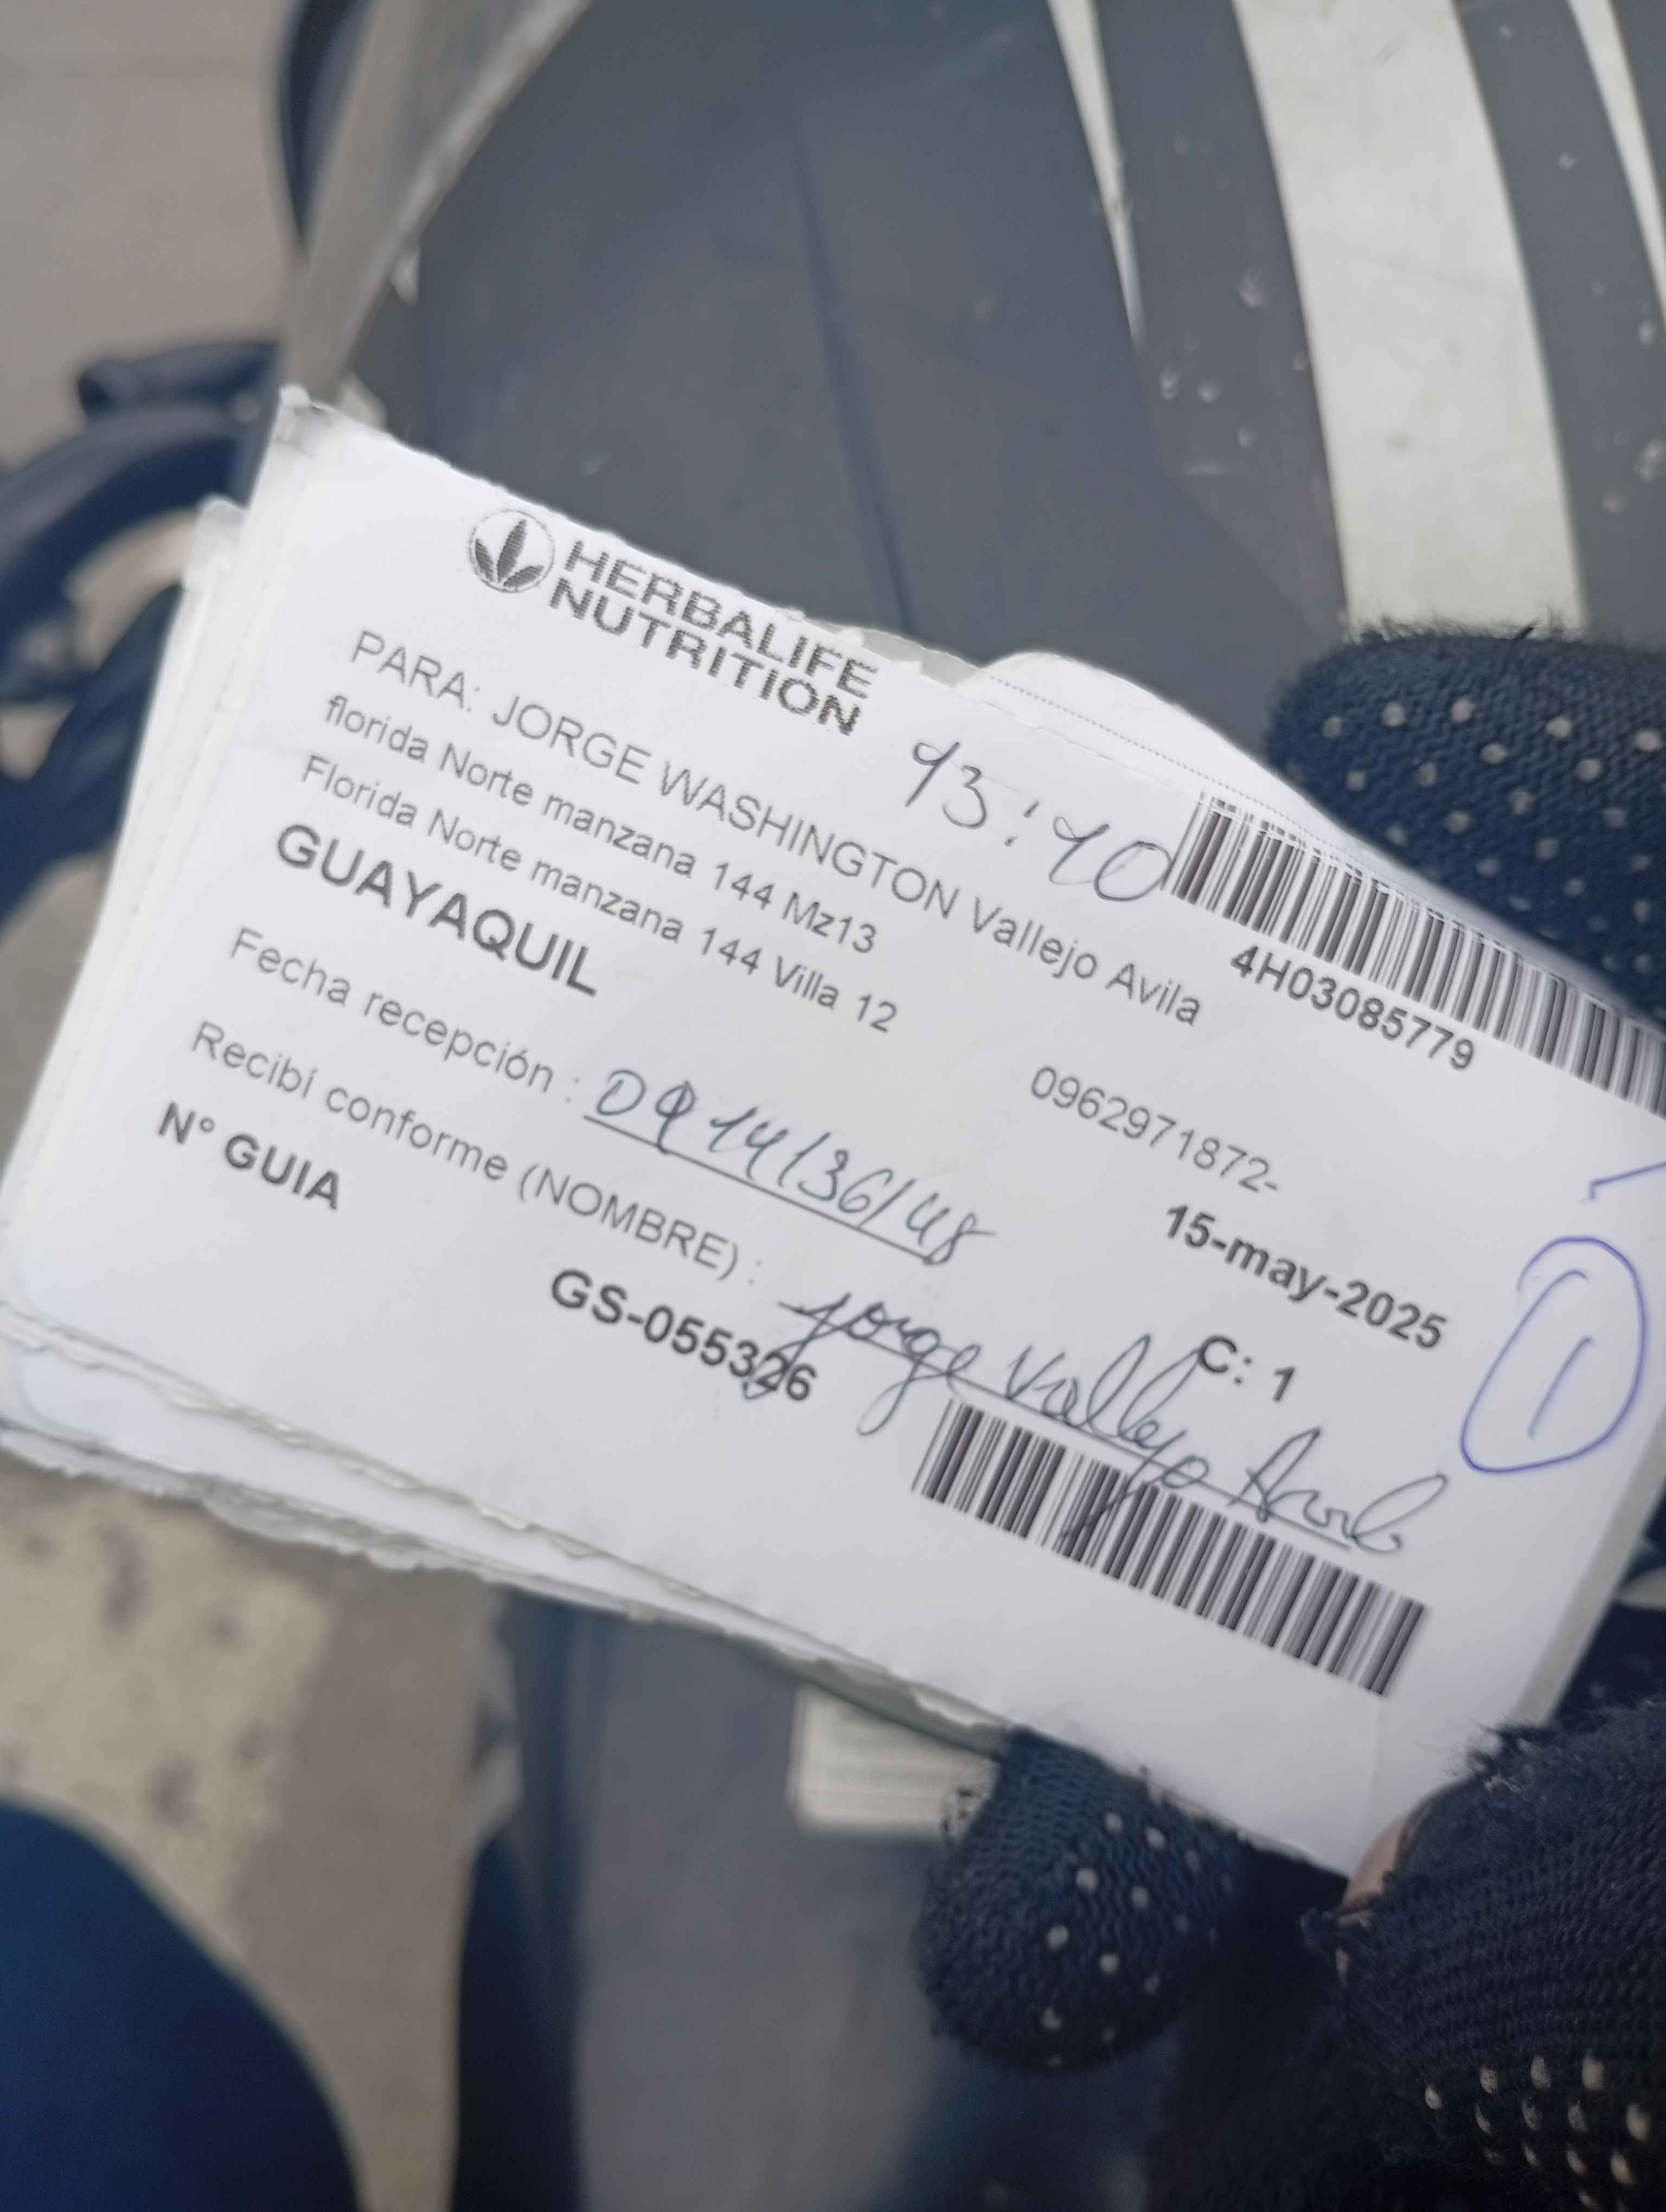 HERBALIFE
NUTRITION
13:40
4H03085779
PARA: JORGE WASHINGTON Vallejo Avila
florida Norte manzana 144 Mz13
Florida Norte manzana 144 Villa 12
0962971872-
GUAYAQUIL
15-may-2025
Fecha recepción :
C: 1
1
Recibí conforme (NOMBRE) : Jorge Vallejo Avila
N° GUIA
GS-055326